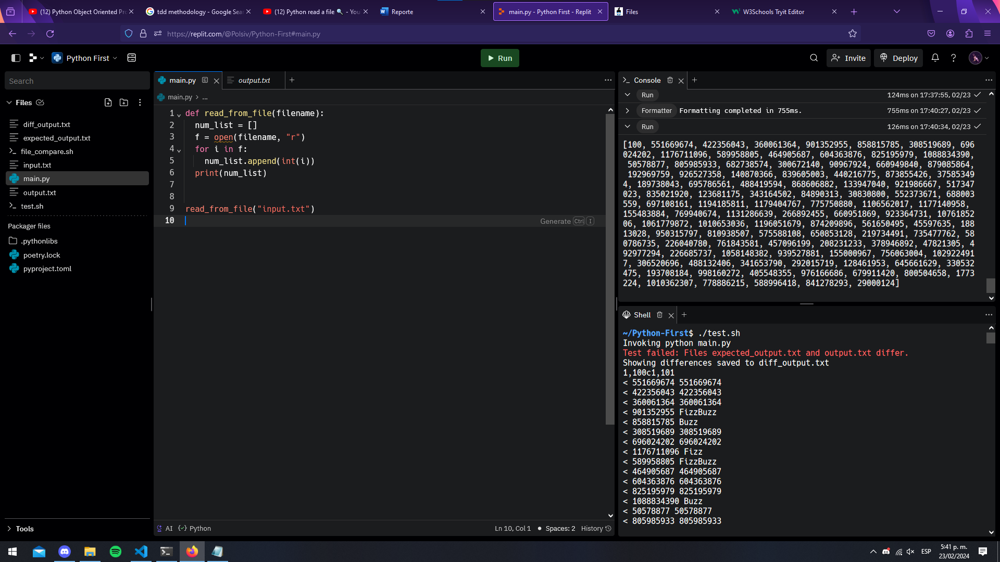 (12) Python Object Oriented Pr
tdd methodology - Google Sear
(12) Python read a file 🔍 - You
Reporte
main.py - Python First - Replit
Files
W3Schools Tryit Editor
https://replit.com/@Polsiv/Python-First#main.py
Python First
Run
Invite
Deploy
Search
Files
diff_output.txt
expected_output.txt
file_compare.sh
input.txt
main.py
output.txt
test.sh
Packager files
.pythonlibs
poetry.lock
pyproject.toml
Tools
main.py
output.txt
main.py > ...
1 def read_from_file(filename):
2 num_list = []
3 f = open(filename, "r")
4 for i in f:
5 num_list.append(int(i))
6 print(num_list)
7
8
9 read_from_file("input.txt")
10
Generate Ctrl I
AI Python
Ln 10, Col 1 • Spaces: 2 History
Console
Run 124ms on 17:37:55, 02/23
Formatter Formatting completed in 755ms. 755ms on 17:40:27, 02/23
Run 126ms on 17:40:34, 02/23
[100, 551669674, 422356043, 360061364, 901352955, 858815785, 308519689, 696
024202, 1176711096, 589958805, 464905687, 604363876, 825195979, 1088834390,
50578877, 805985933, 682738574, 300672140, 90967924, 660949840, 879085864,
192969759, 926527358, 140870366, 839605003, 440216775, 873855426, 37585349
4, 189738043, 695786561, 488419594, 868606882, 133947040, 921986667, 517347
023, 835021920, 123681175, 343164502, 84890313, 30830800, 552373671, 688003
559, 697108161, 1194185811, 1179404767, 775750880, 1106562017, 1177140958,
155483884, 769940674, 1131286639, 266892455, 660951869, 923364731, 10761852
06, 1061779872, 1010653036, 1196051679, 874209896, 561650495, 45597635, 188
13028, 950315797, 810938507, 575588108, 650853128, 219734491, 735477762, 58
0786735, 226040780, 761843581, 457096199, 208231233, 378946892, 47821305, 4
92977294, 226685737, 1058148382, 939527881, 155000967, 756063004, 102922491
7, 306520696, 488132406, 341653790, 292015719, 128461953, 645661629, 330532
475, 193708184, 998160272, 405548355, 976166686, 679911420, 800504658, 1773
224, 1010362307, 778886215, 588996418, 841278293, 29000124]
Shell
~/Python-First$ ./test.sh
Invoking python main.py
Test failed: Files expected_output.txt and output.txt differ.
Showing differences saved to diff_output.txt
1,100c1,101
< 551669674 551669674
< 422356043 422356043
< 360061364 360061364
< 901352955 FizzBuzz
< 858815785 Buzz
< 308519689 308519689
< 696024202 696024202
< 1176711096 Fizz
< 589958805 FizzBuzz
< 464905687 464905687
< 604363876 604363876
< 825195979 825195979
< 1088834390 Buzz
< 50578877 50578877
< 805985933 805985933
ESP
5:41 p. m.
23/02/2024